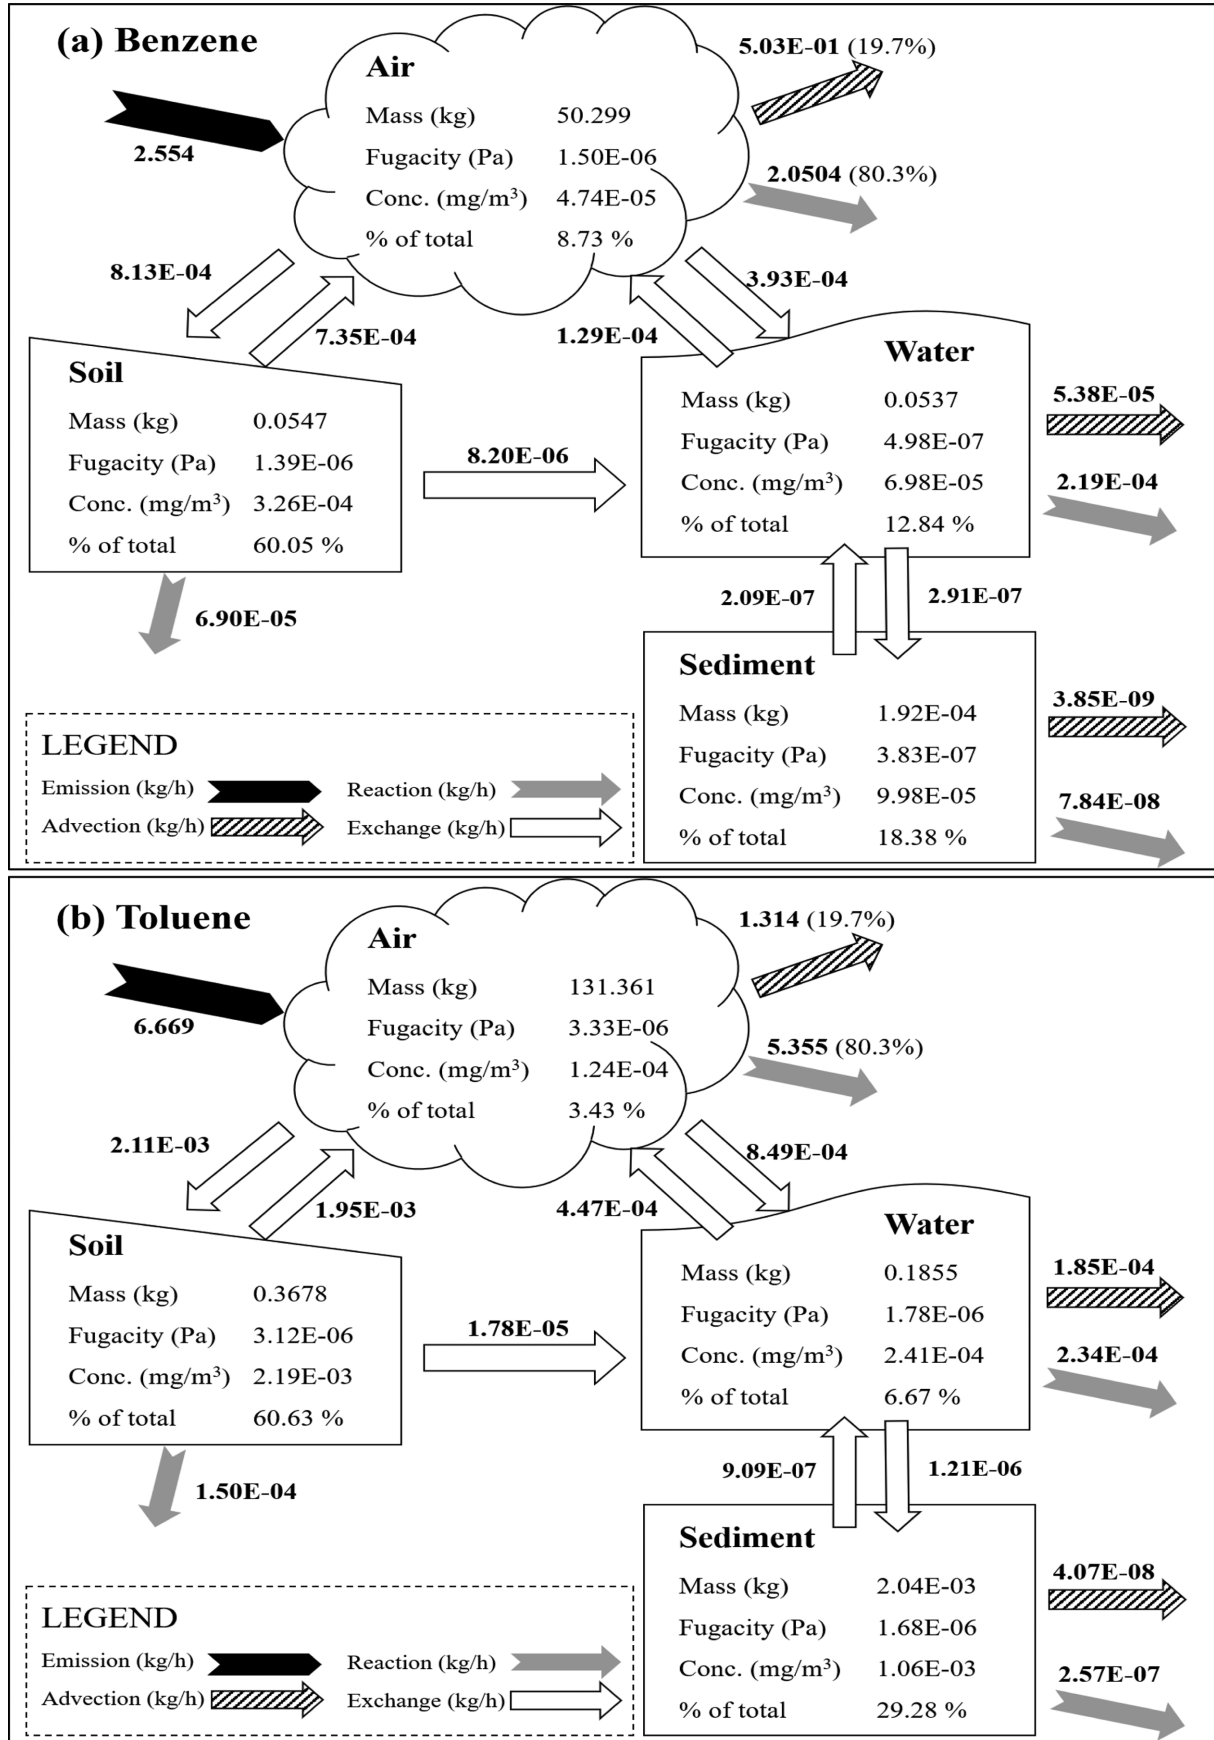 (a) Benzene
2.554
Air
Mass (kg) 50.299
Fugacity (Pa) 1.50E-06
Conc. (mg/m³) 4.74E-05
% of total 8.73 %
5.03E-01 (19.7%)
2.0504 (80.3%)
8.13E-04
7.35E-04
1.29E-04
3.93E-04
Soil
Mass (kg) 0.0547
Fugacity (Pa) 1.39E-06
Conc. (mg/m³) 3.26E-04
% of total 60.05 %
8.20E-06
6.90E-05
Water
Mass (kg) 0.0537
Fugacity (Pa) 4.98E-07
Conc. (mg/m³) 6.98E-05
% of total 12.84 %
5.38E-05
2.19E-04
2.09E-07
2.91E-07
Sediment
Mass (kg) 1.92E-04
Fugacity (Pa) 3.83E-07
Conc. (mg/m³) 9.98E-05
% of total 18.38 %
3.85E-09
7.84E-08
LEGEND
Emission (kg/h) Reaction (kg/h)
Advection (kg/h) Exchange (kg/h)
(b) Toluene
6.669
Air
Mass (kg) 131.361
Fugacity (Pa) 3.33E-06
Conc. (mg/m³) 1.24E-04
% of total 3.43 %
1.314 (19.7%)
5.355 (80.3%)
2.11E-03
1.95E-03
4.47E-04
8.49E-04
Soil
Mass (kg) 0.3678
Fugacity (Pa) 3.12E-06
Conc. (mg/m³) 2.19E-03
% of total 60.63 %
1.78E-05
1.50E-04
Water
Mass (kg) 0.1855
Fugacity (Pa) 1.78E-06
Conc. (mg/m³) 2.41E-04
% of total 6.67 %
1.85E-04
2.34E-04
9.09E-07
1.21E-06
Sediment
Mass (kg) 2.04E-03
Fugacity (Pa) 1.68E-06
Conc. (mg/m³) 1.06E-03
% of total 29.28 %
4.07E-08
2.57E-07
LEGEND
Emission (kg/h) Reaction (kg/h)
Advection (kg/h) Exchange (kg/h)